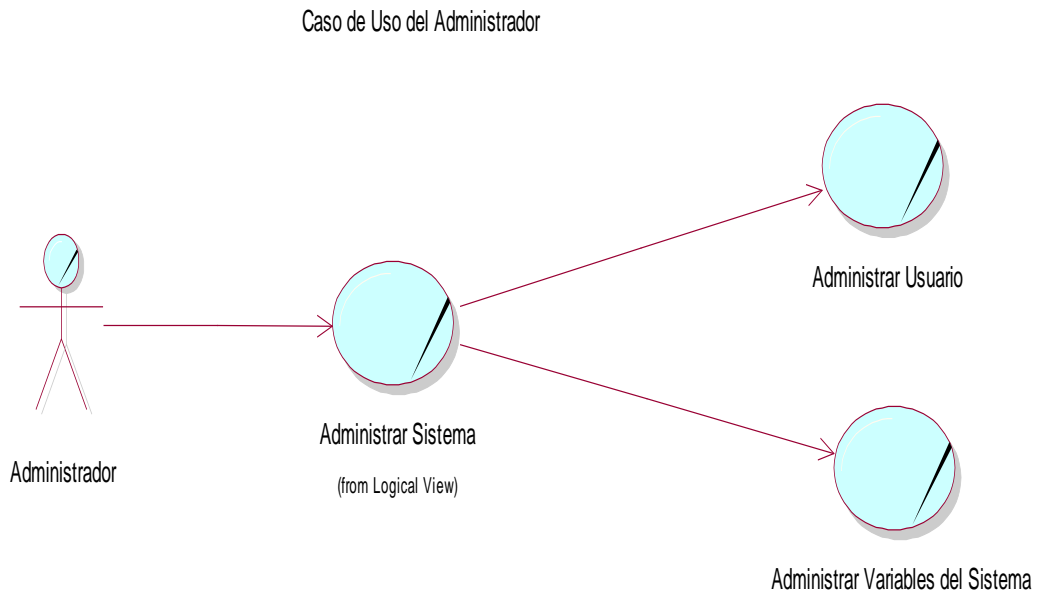 Caso de Uso del Administrador
Administrar Usuario
Administrar Sistema
(from Logical View)
Administrador
Administrar Variables del Sistema